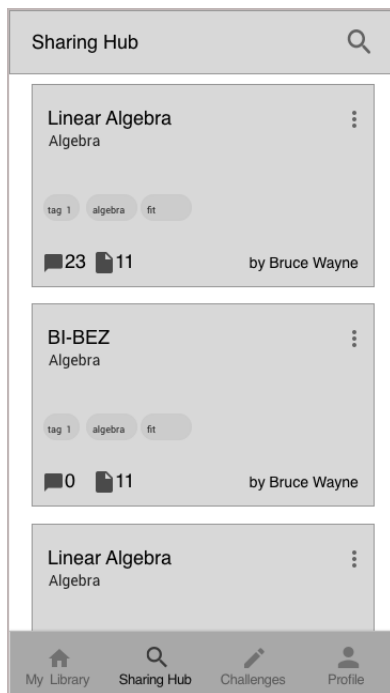 Sharing Hub
Linear Algebra
Algebra
tag 1 algebra fit
23 11 by Bruce Wayne
BI-BEZ
Algebra
tag 1 algebra fit
0 11 by Bruce Wayne
Linear Algebra
Algebra
My Library Sharing Hub Challenges Profile